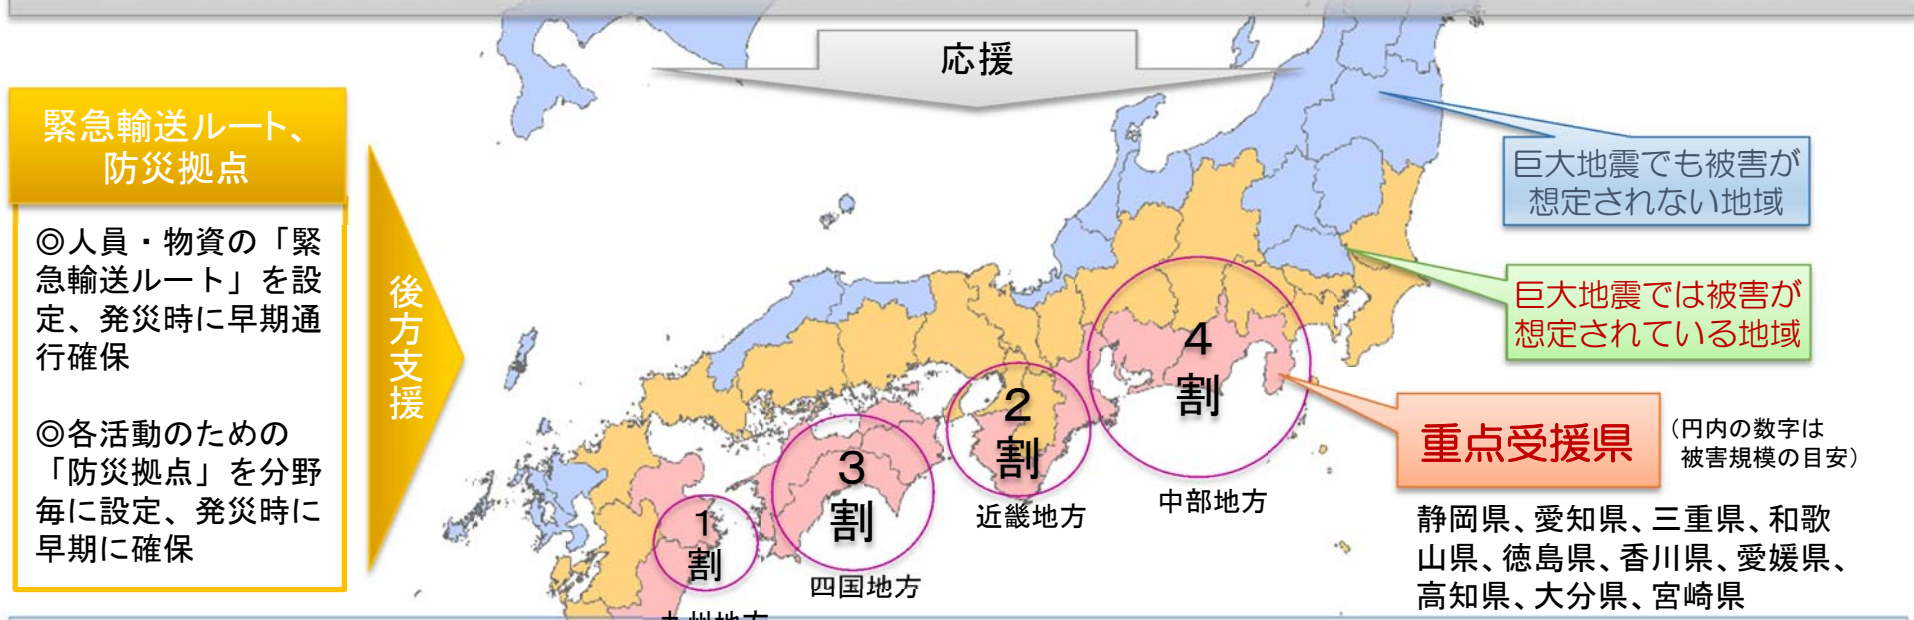 応援
緊急輸送ルート、
防災拠点
◎人員・物資の「緊
急輸送ルート」を設
定、発災時に早期通
行確保
◎各活動のための
「防災拠点」を分野
毎に設定、発災時に
早期に確保
後方支援
巨大地震でも被害が
想定されない地域
巨大地震では被害が
想定されている地域
重点受援県
（円内の数字は
被害規模の目安）
静岡県、愛知県、三重県、和歌
山県、徳島県、香川県、愛媛県、
高知県、大分県、宮崎県
4
割
中部地方
2
割
近畿地方
3
割
四国地方
1
割
九州地方